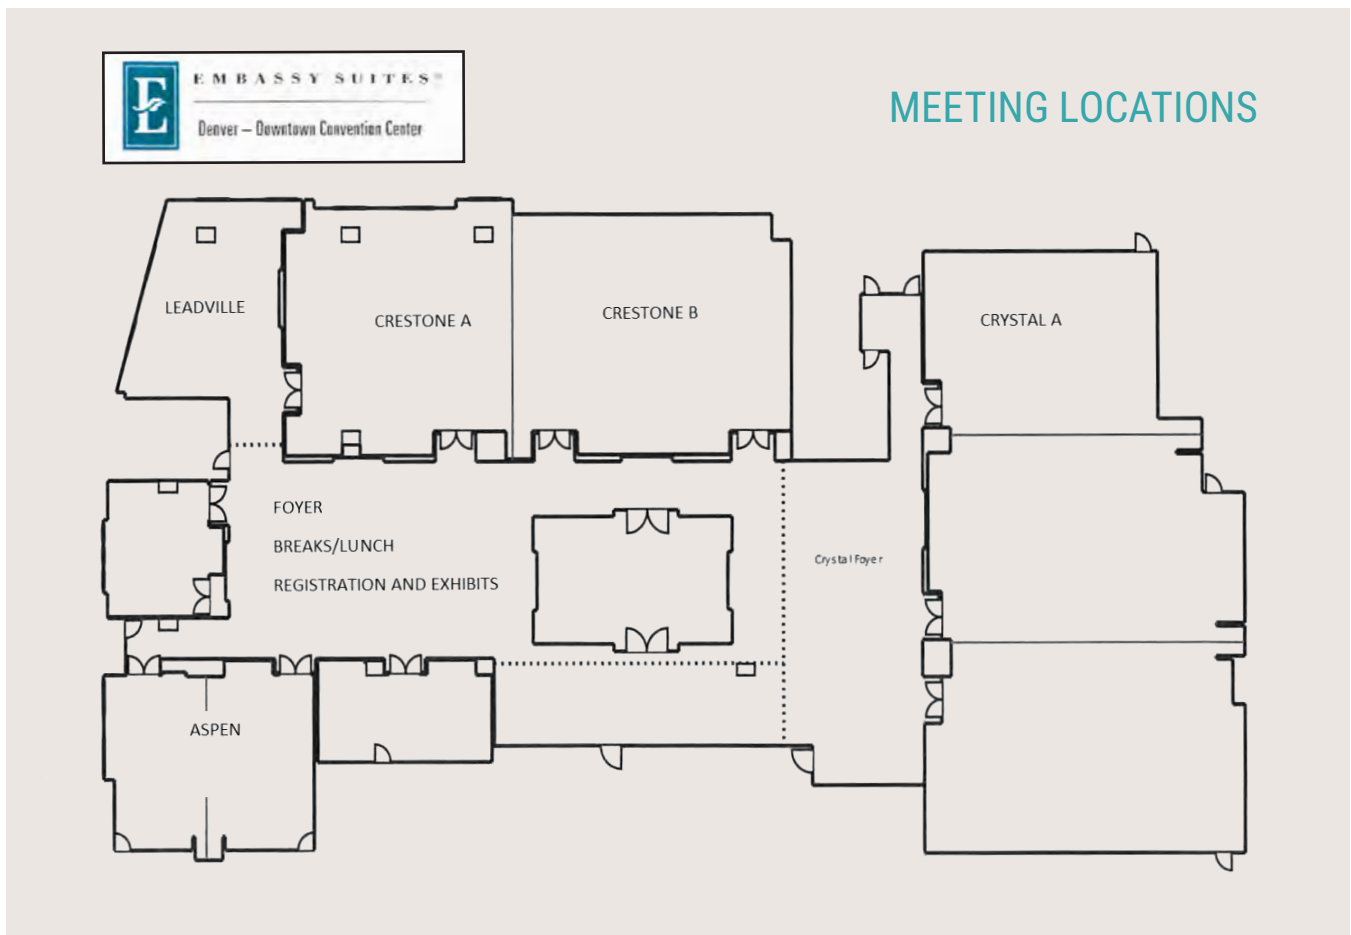 EMBASSY SUITES®
Denver – Downtown Convention Center
MEETING LOCATIONS
LEADVILLE
CRESTONE A
CRESTONE B
CRYSTAL A
FOYER
BREAKS/LUNCH
REGISTRATION AND EXHIBITS
Crystal Foyer
ASPEN